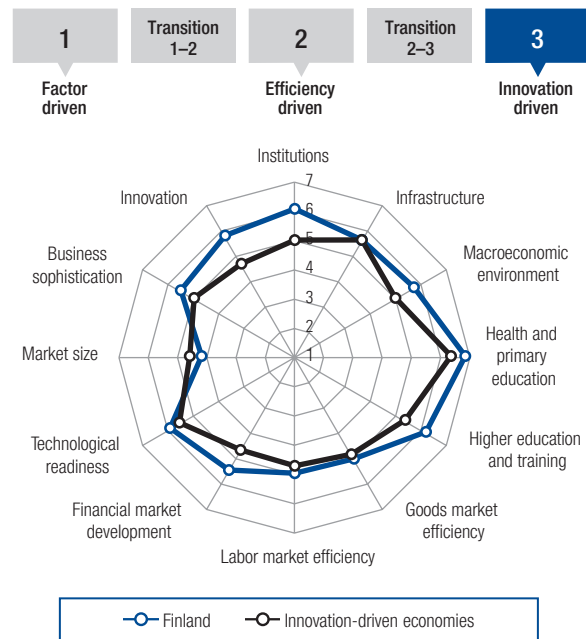 1
Transition
1–2
2
Transition
2–3
3
Factor
driven
Efficiency
driven
Innovation
driven
Institutions
7
Innovation
Infrastructure
6
5
Business
sophistication
Macroeconomic
environment
4
3
2
Market size
1
Health and
primary
education
Technological
readiness
Higher education
and training
Financial market
development
Goods market
efficiency
Labor market efficiency
Finland
Innovation-driven economies